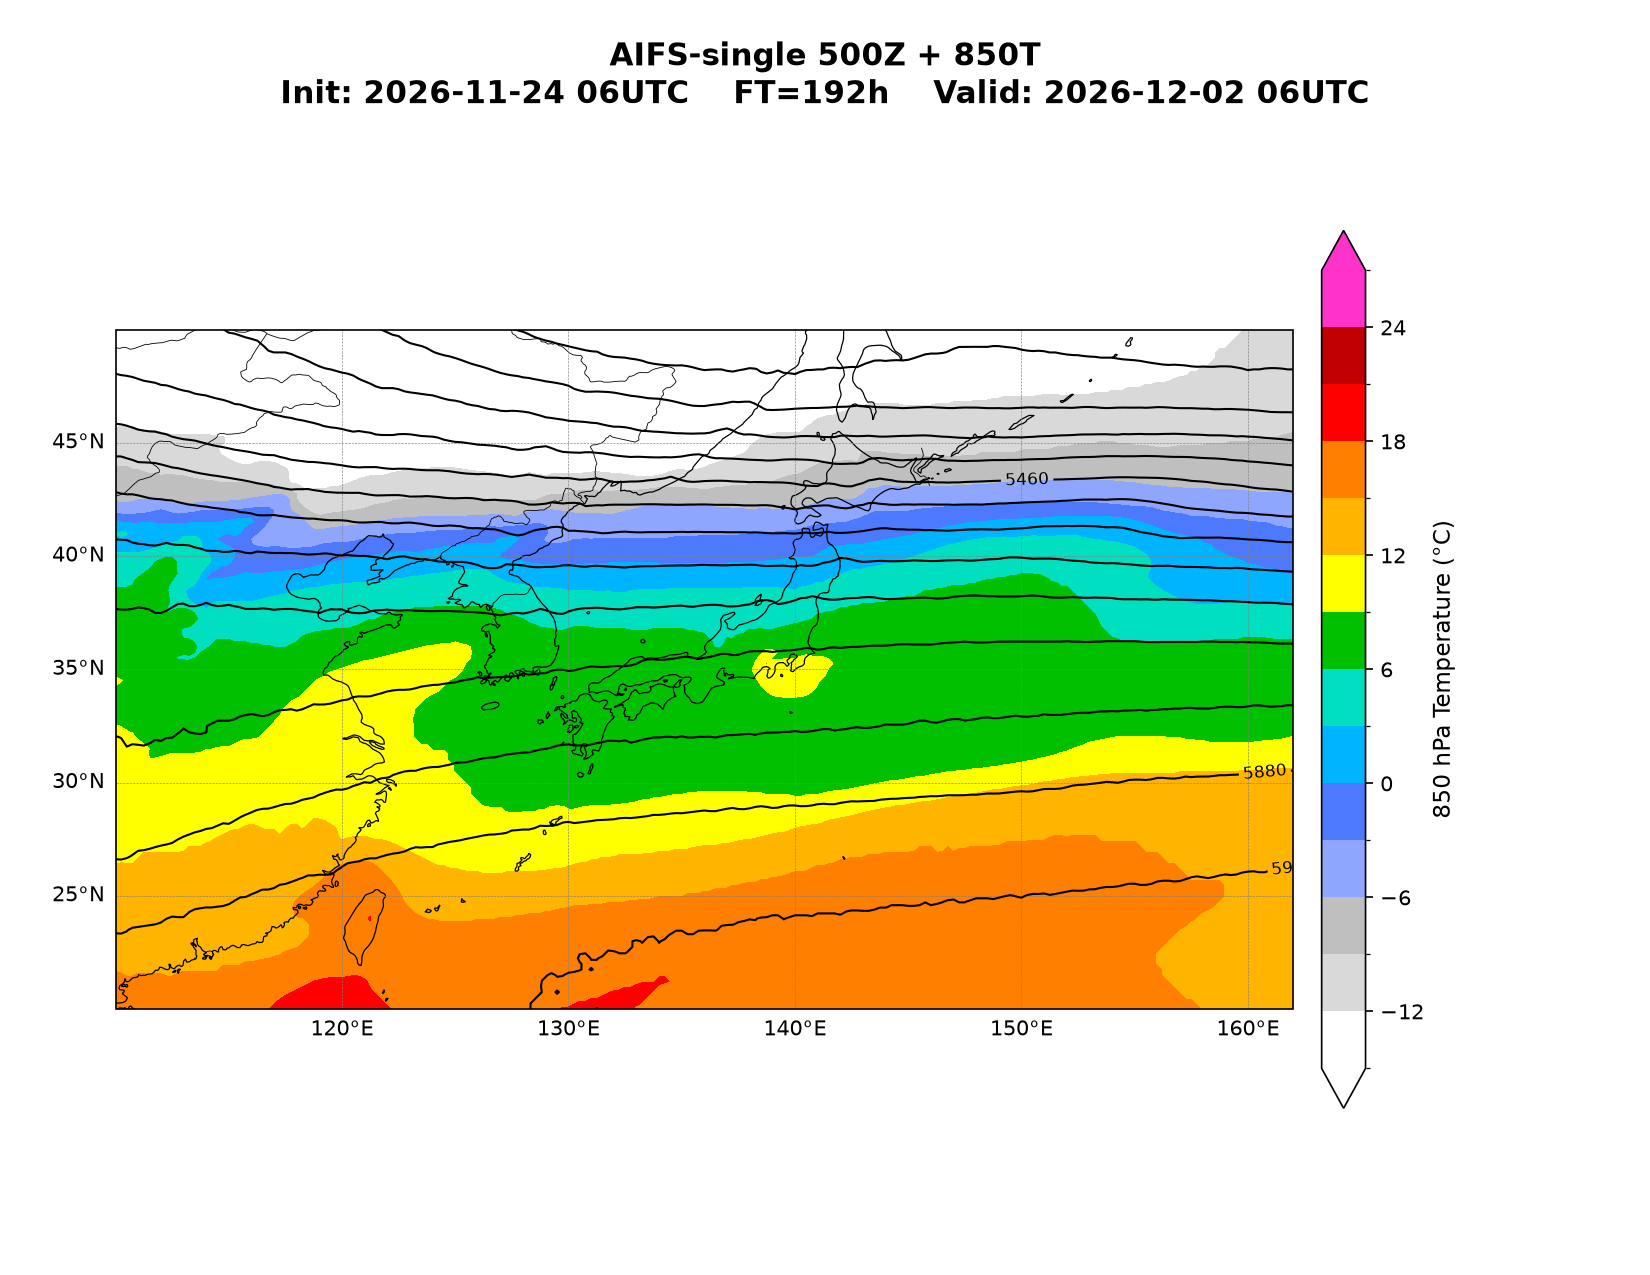 AIFS-single 500Z + 850T
Init: 2026-11-24 06UTC    FT=192h    Valid: 2026-12-02 06UTC
24
18
12
6
0
−6
−12
850 hPa Temperature (°C)
45°N
40°N
35°N
30°N
25°N
5460
5880
59
120°E
130°E
140°E
150°E
160°E